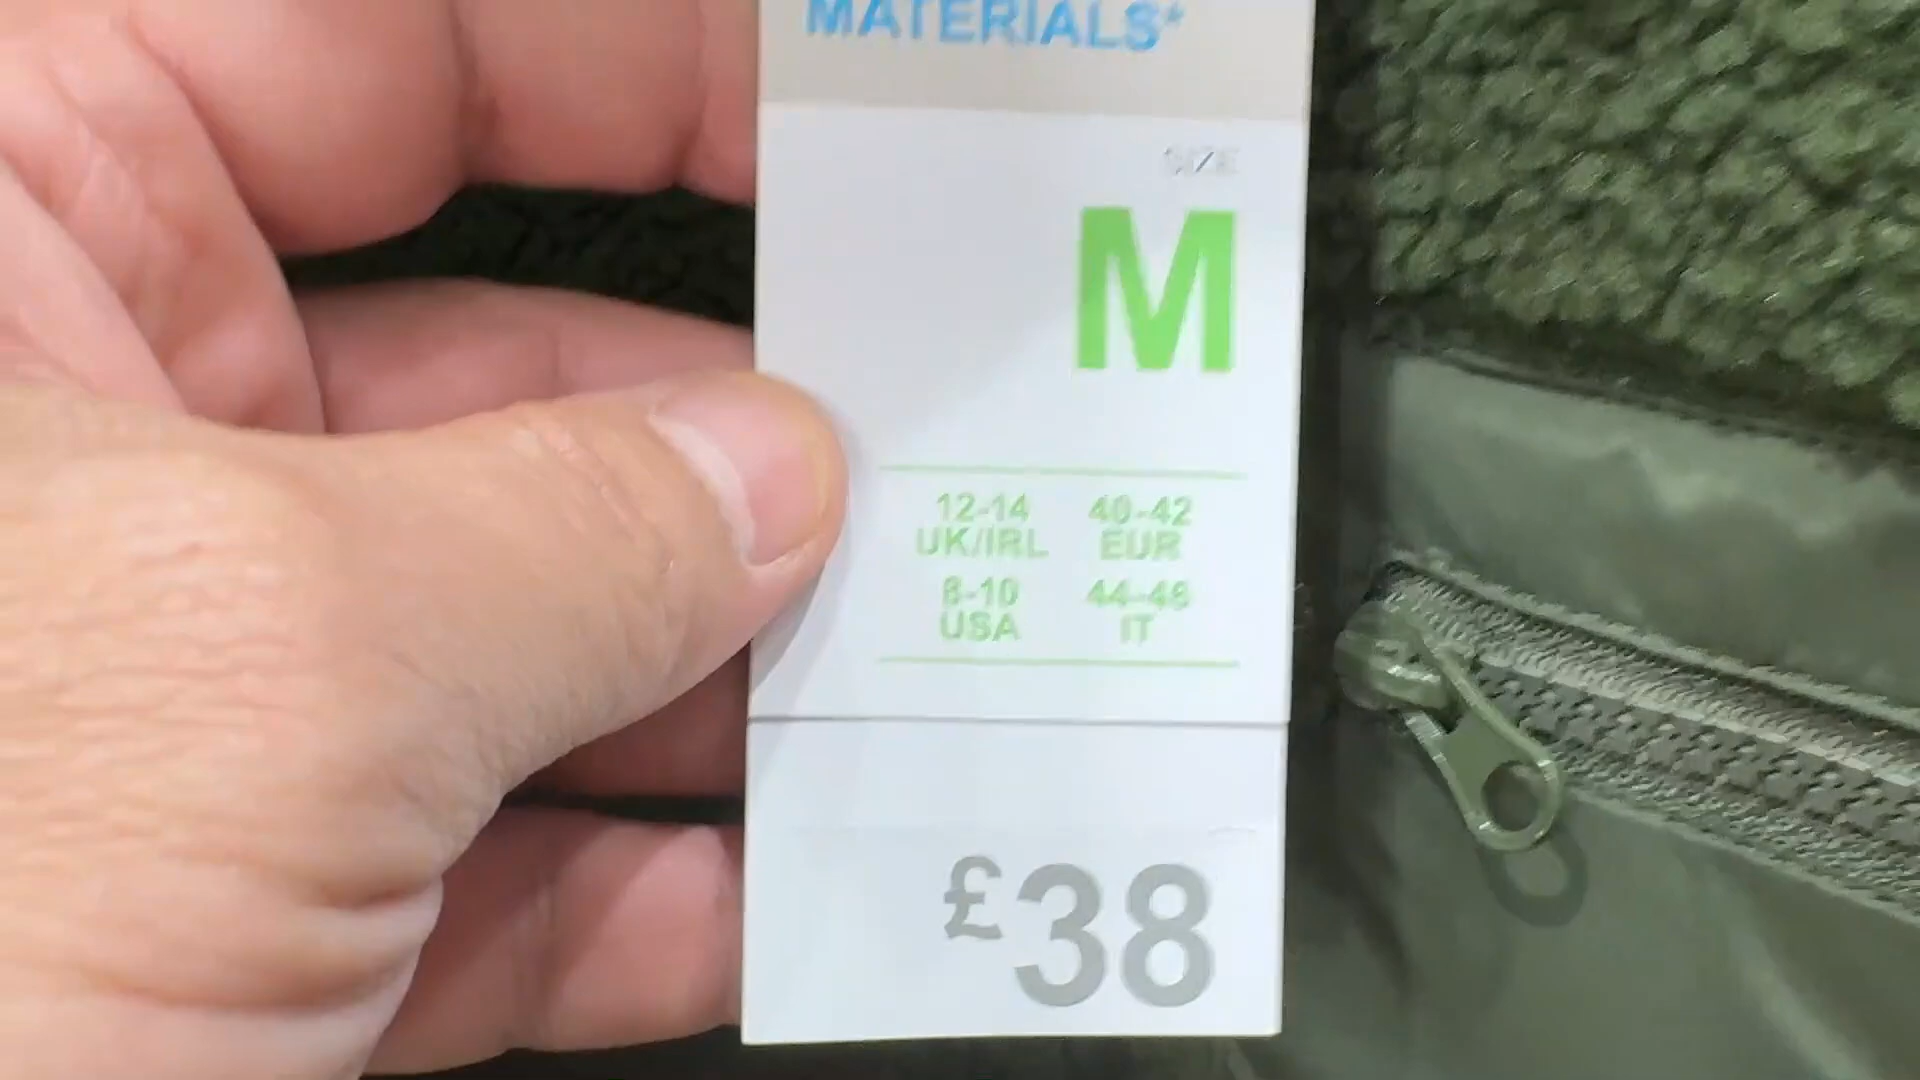 MATERIALS*
SIZE
M
12-14 40-42
UK/IRL EUR
8-10 44-46
USA IT
£38